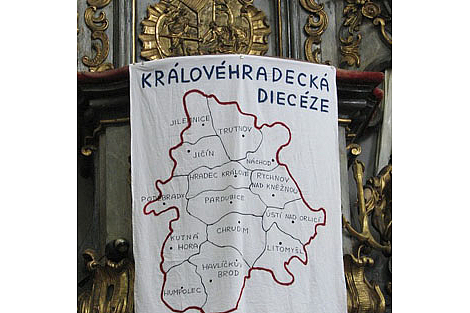 KRÁLOVÉHRADECKÁ
DIECÉZE
JILEMNICE
TRUTNOV
JIČÍN
NÁCHOD
HRADEC KRÁLOVÉ
RYCHNOV
NAD KNĚŽNOU
PODĚBRADY
PARDUBICE
ÚSTÍ NAD ORLICÍ
CHRUDIM
KUTNÁ
HORA
LITOMYŠL
HAVLÍČKŮV
BROD
HUMPOLEC